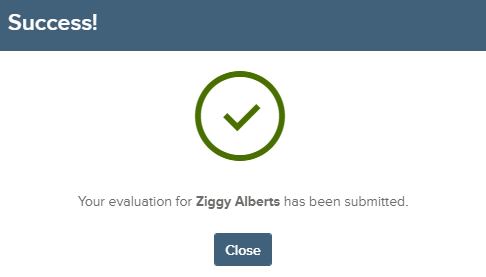 Success!
Your evaluation for Ziggy Alberts has been submitted.
Close